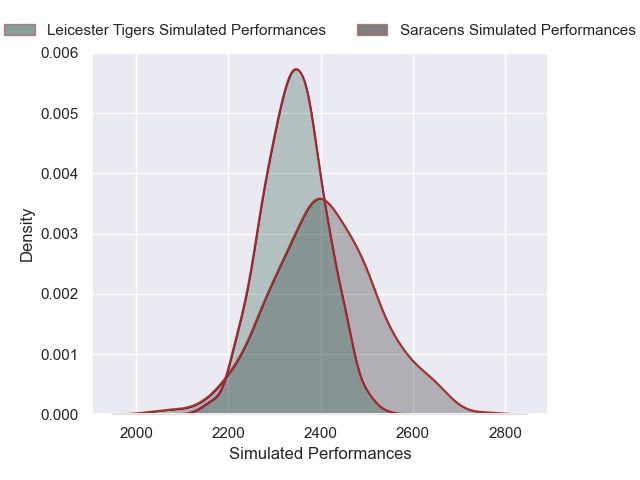 Leicester Tigers Simulated Performances Saracens Simulated Performances
0.006
0.005
0.004
0.003
0.002
0.001
0.000
Density
2000 2200 2400 2600 2800
Simulated Performances